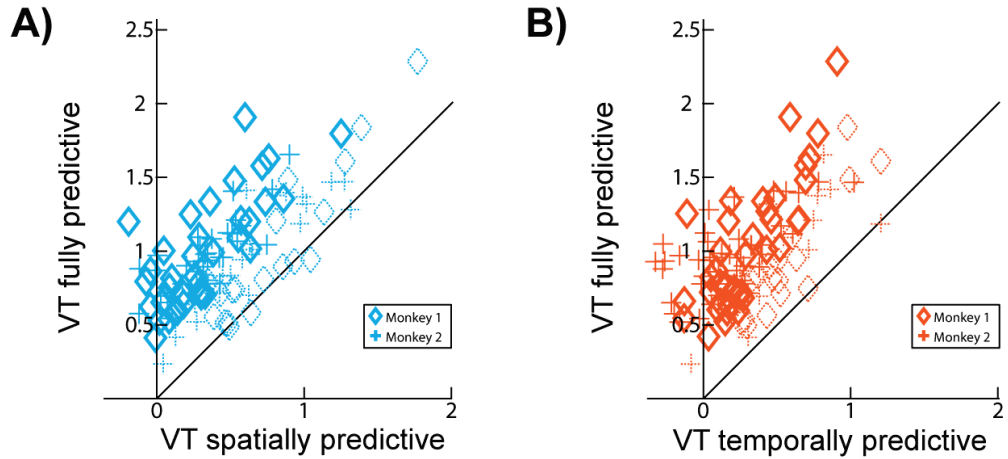 A)
VT fully predictive
2.5
2
1.5
1
0.5
0
1
2
VT spatially predictive
Monkey 1
Monkey 2
B)
VT fully predictive
2.5
2
1.5
1
0.5
0
1
2
VT temporally predictive
Monkey 1
Monkey 2